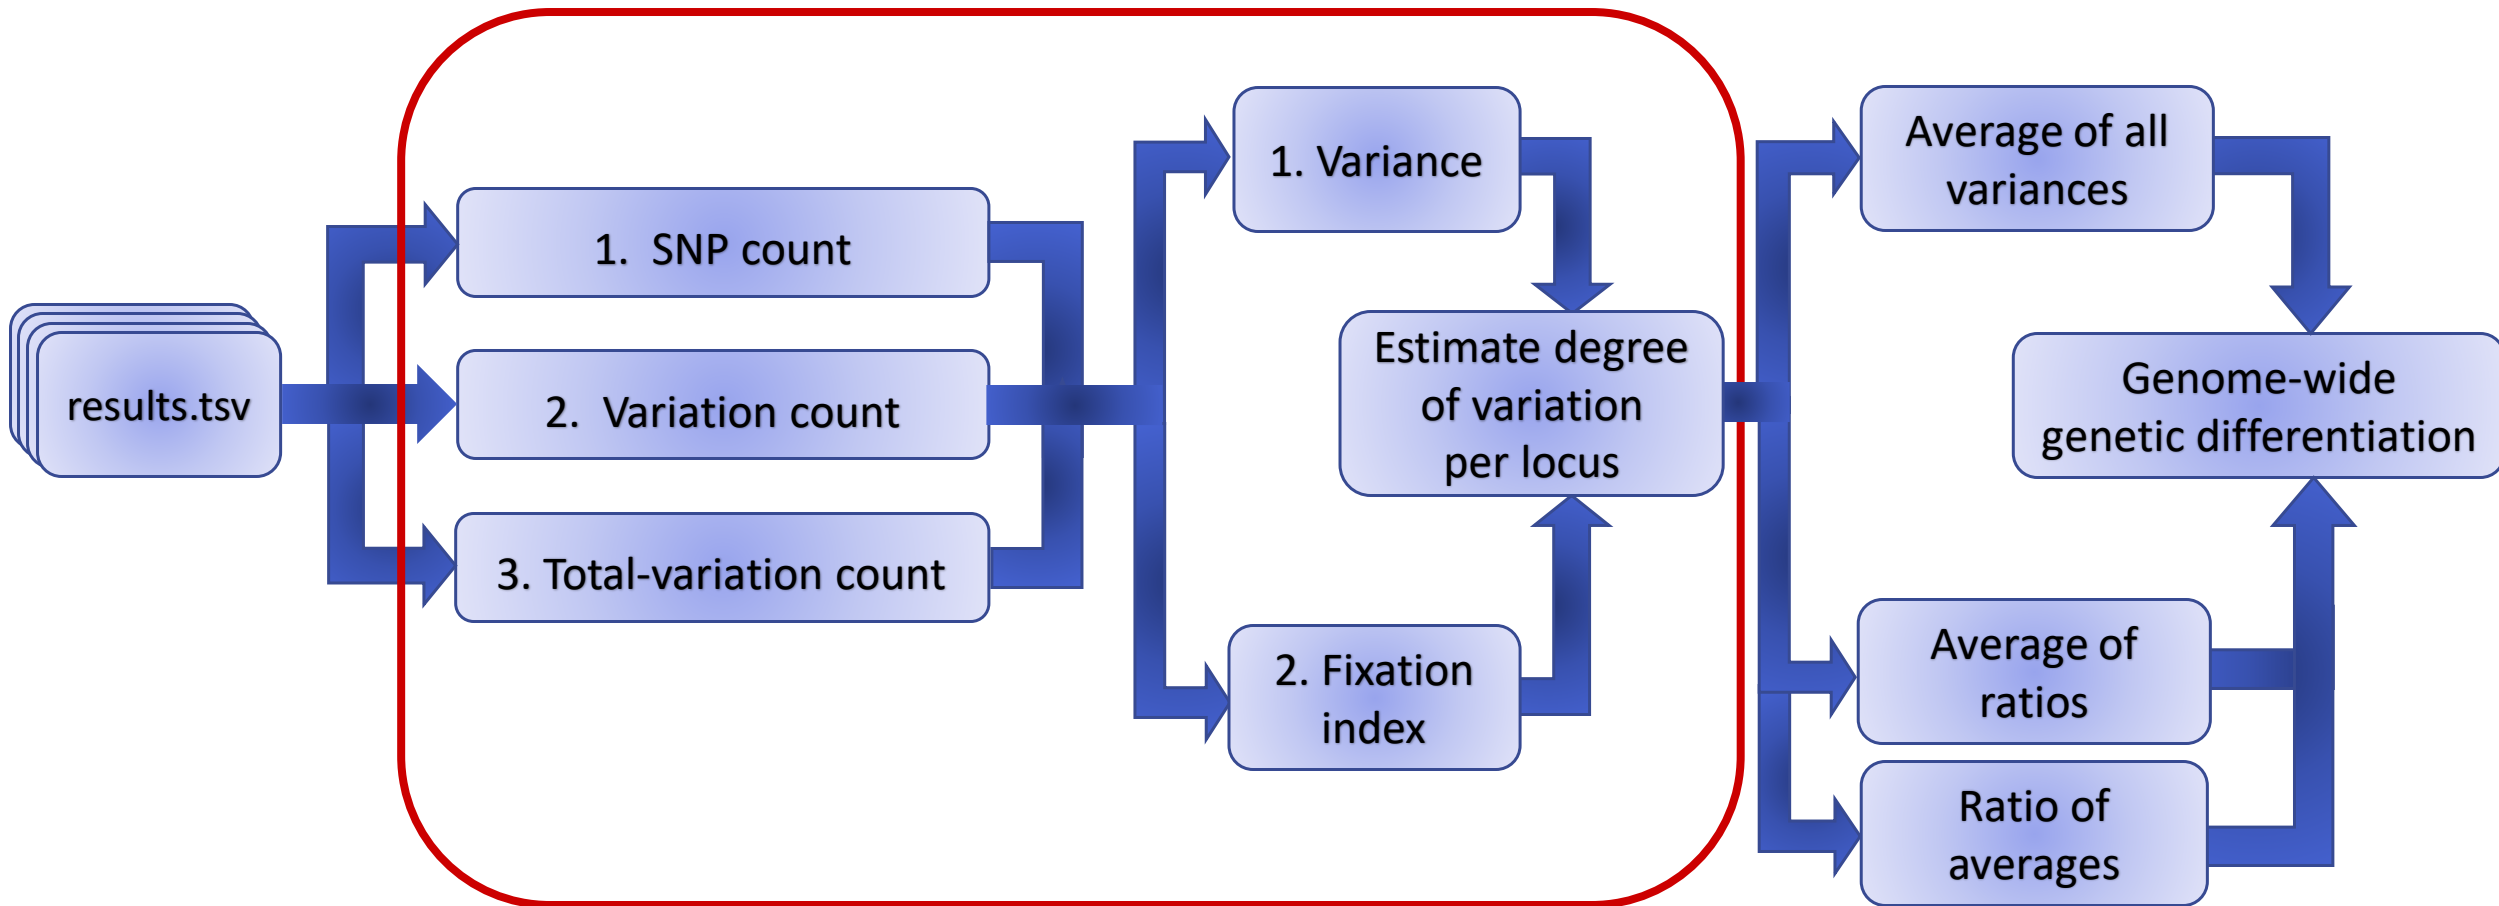 results.tsv
1. SNP count
2. Variation count
3. Total-variation count
1. Variance
Estimate degree
of variation
per locus
2. Fixation
index
Average of all
variances
Genome-wide
genetic differentiation
Average of
ratios
Ratio of
averages